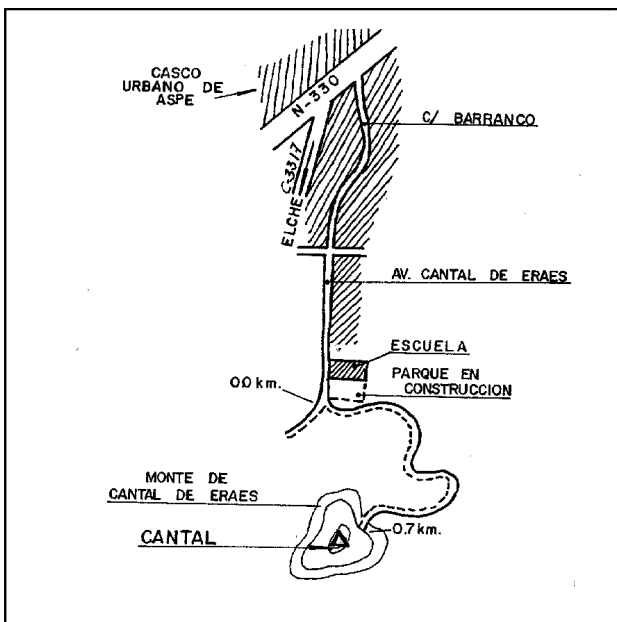 CASCO
URBANO DE
ASPE
N-330
C/ BARRANCO
ELCHE C-3317
AV. CANTAL DE ERAES
ESCUELA
0.0 km.
PARQUE EN
CONSTRUCCION
MONTE DE
CANTAL DE ERAES
0.7 km.
CANTAL